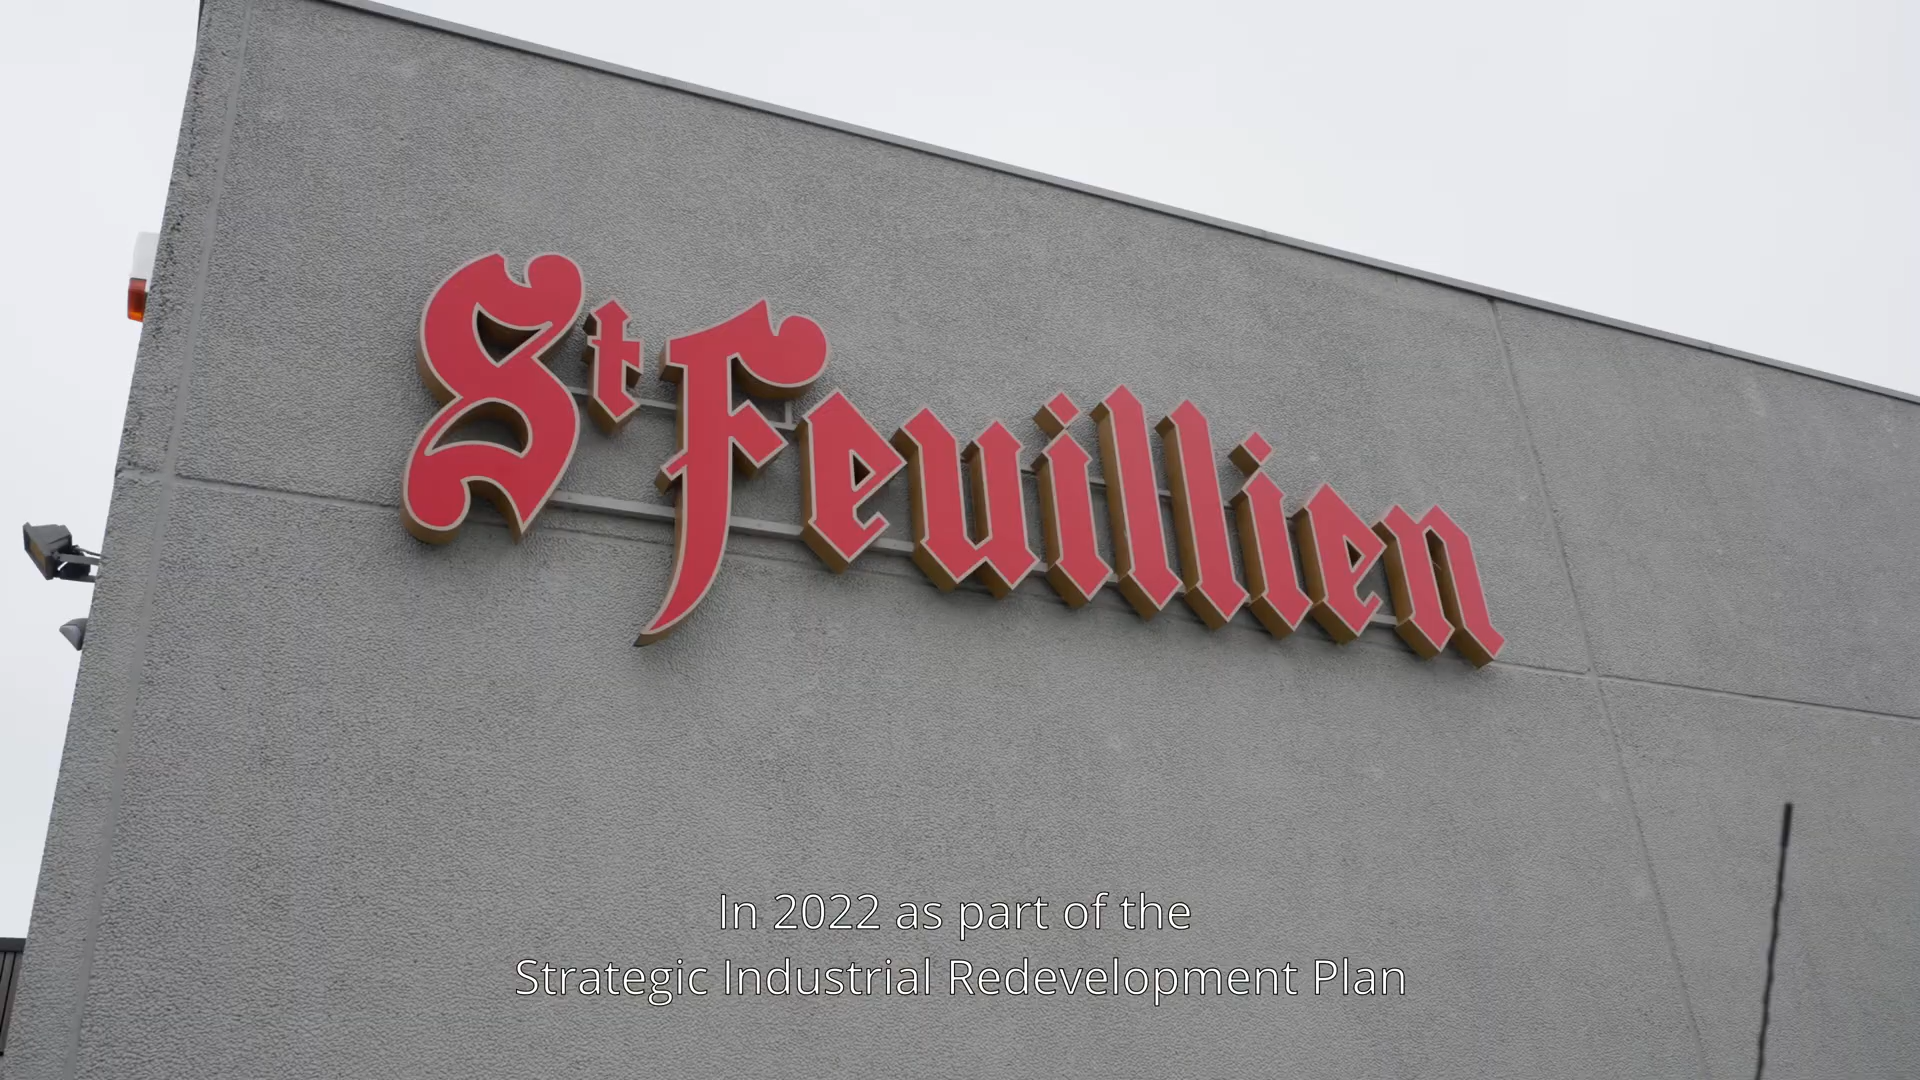 St Feuillien
In 2022 as part of the
Strategic Industrial Redevelopment Plan